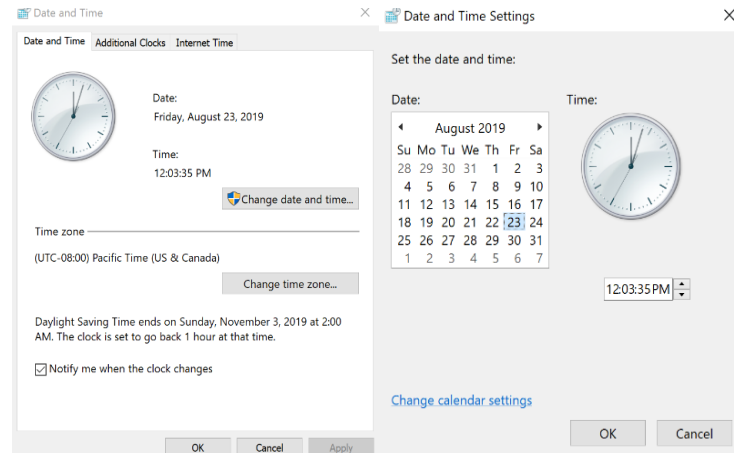 Date and Time
Date and Time
Additional Clocks
Internet Time
Date:
Friday, August 23, 2019
Time:
12:03:35 PM
Change date and time...
Time zone
(UTC-08:00) Pacific Time (US & Canada)
Change time zone...
Daylight Saving Time ends on Sunday, November 3, 2019 at 2:00
AM. The clock is set to go back 1 hour at that time.
Notify me when the clock changes
OK
Cancel
Apply
Date and Time Settings
Set the date and time:
Date:
August 2019
Su Mo Tu We Th Fr Sa
28 29 30 31 1 2 3
4 5 6 7 8 9 10
11 12 13 14 15 16 17
18 19 20 21 22 23 24
25 26 27 28 29 30 31
1 2 3 4 5 6 7
Time:
12:03:35 PM
Change calendar settings
OK
Cancel